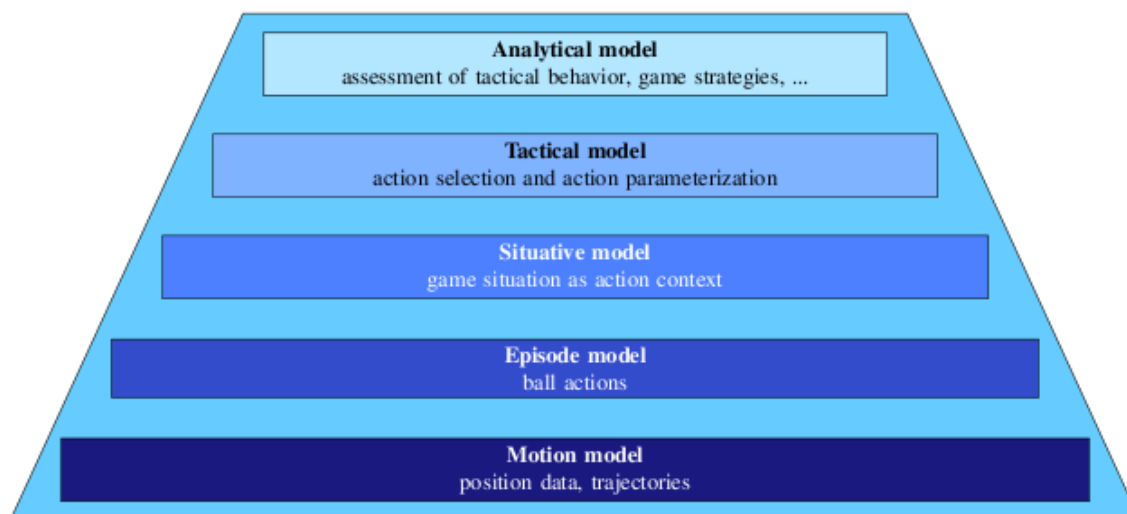 Analytical model
assessment of tactical behavior, game strategies, ...
Tactical model
action selection and action parameterization
Situative model
game situation as action context
Episode model
ball actions
Motion model
position data, trajectories